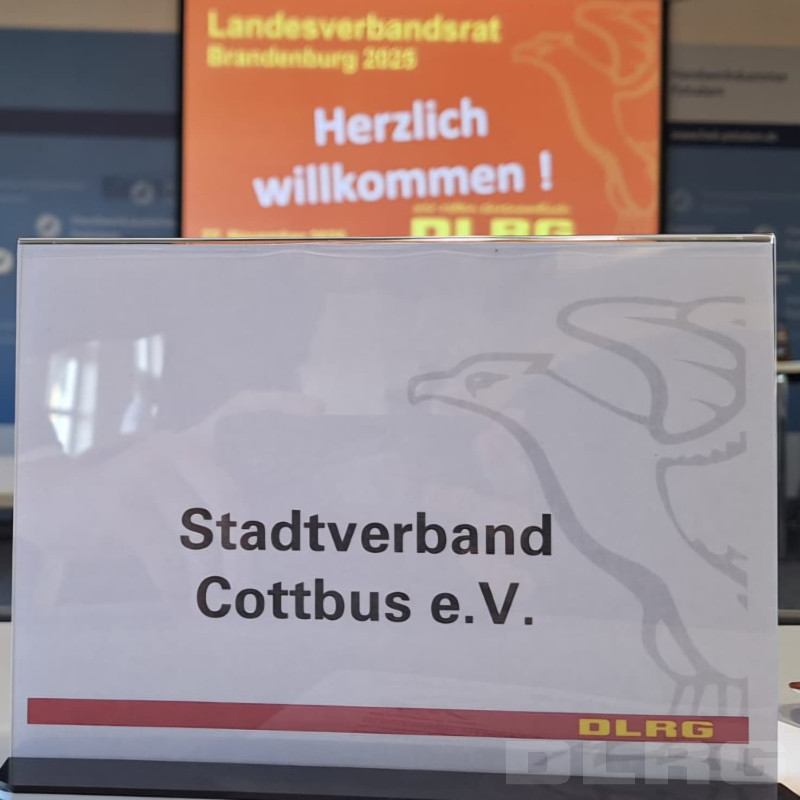 Landesverbandsrat
Brandenburg 2025
Herzlich
willkommen !
DLRG
Stadtverband
Cottbus e.V.
DLRG
DLRG